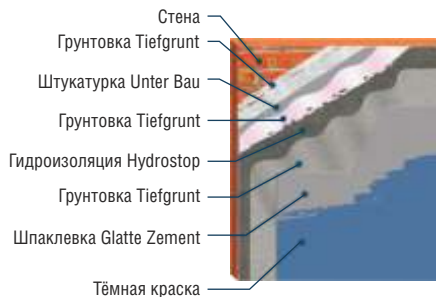 Стена
Грунтовка Tiefgrunt
Штукатурка Unter Bau
Грунтовка Tiefgrunt
Гидроизоляция Hydrostop
Грунтовка Tiefgrunt
Шпаклевка Glatte Zement
Тёмная краска